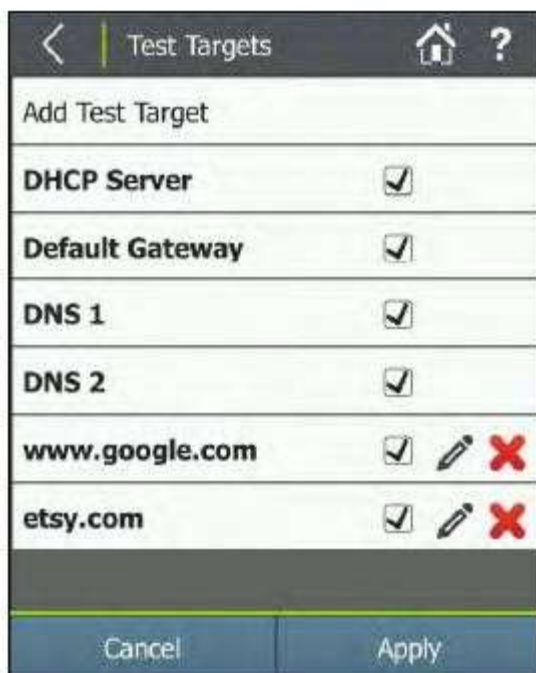 Test Targets ?
Add Test Target
DHCP Server
Default Gateway
DNS 1
DNS 2
www.google.com
etsy.com
Cancel Apply